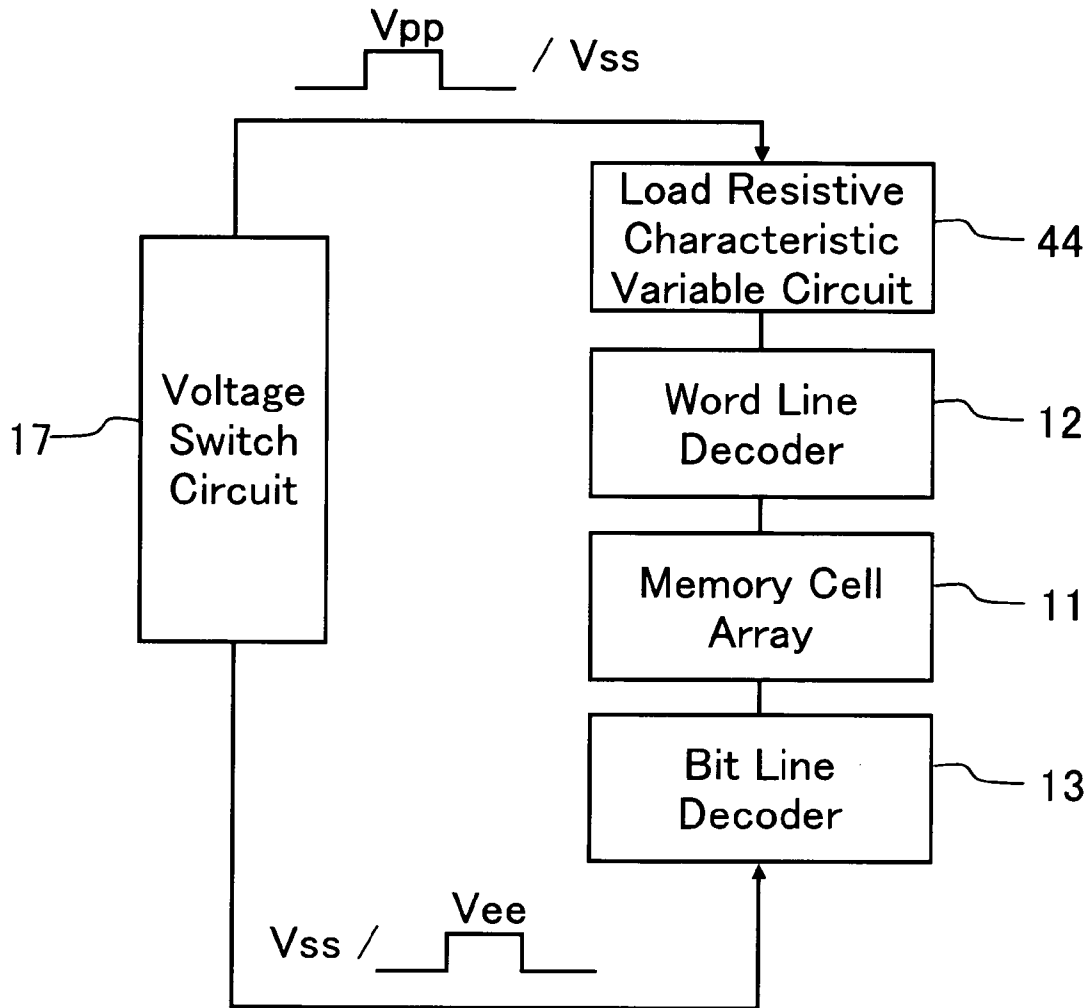 Vpp
/ Vss
Load Resistive
Characteristic
Variable Circuit
44
Voltage
Switch
Circuit
17
Word Line
Decoder
12
Memory Cell
Array
11
Bit Line
Decoder
13
Vee
Vss /